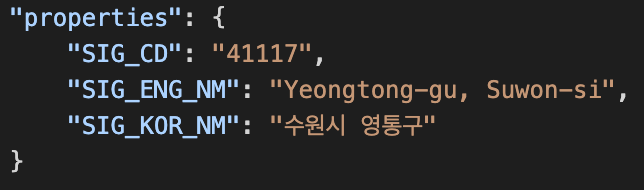 "properties": {
    "SIG_CD": "41117",
    "SIG_ENG_NM": "Yeongtong-gu, Suwon-si",
    "SIG_KOR_NM": "수원시 영통구"
}